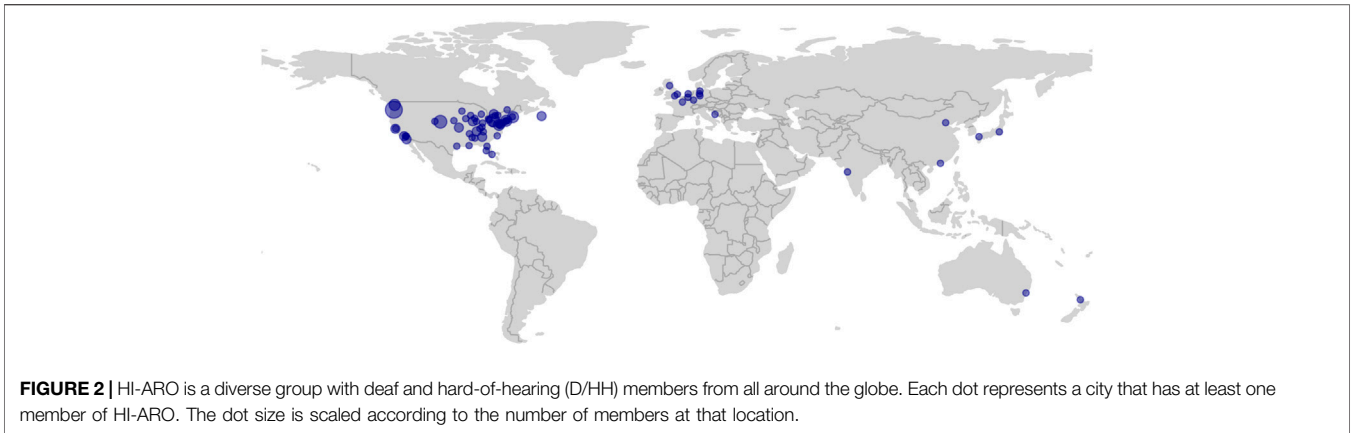 FIGURE 2 | HI-ARO is a diverse group with deaf and hard-of-hearing (D/HH) members from all around the globe. Each dot represents a city that has at least one
member of HI-ARO. The dot size is scaled according to the number of members at that location.